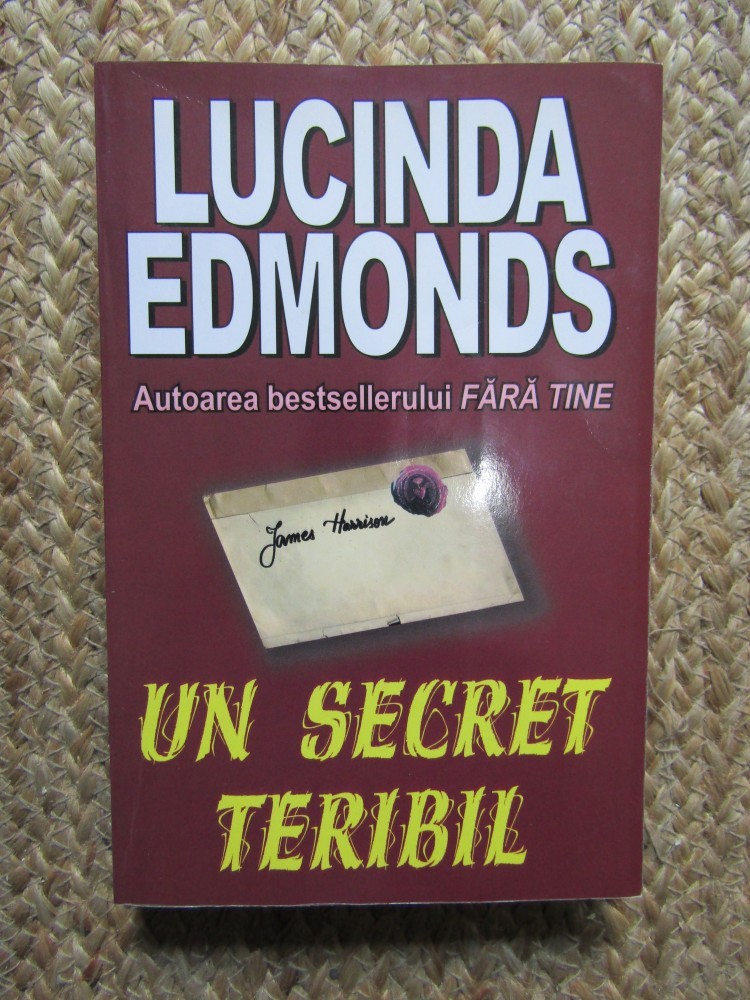 LUCINDA
EDMONDS
Autoarea bestsellerului FĂRĂ TINE
James Harrison
UN SECRET
TERIBIL